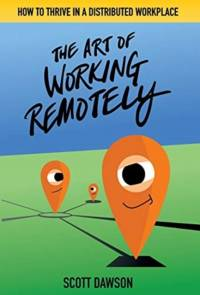 HOW TO THRIVE IN A DISTRIBUTED WORKPLACE
THE ART OF
WORKING
REMOTELY
SCOTT DAWSON